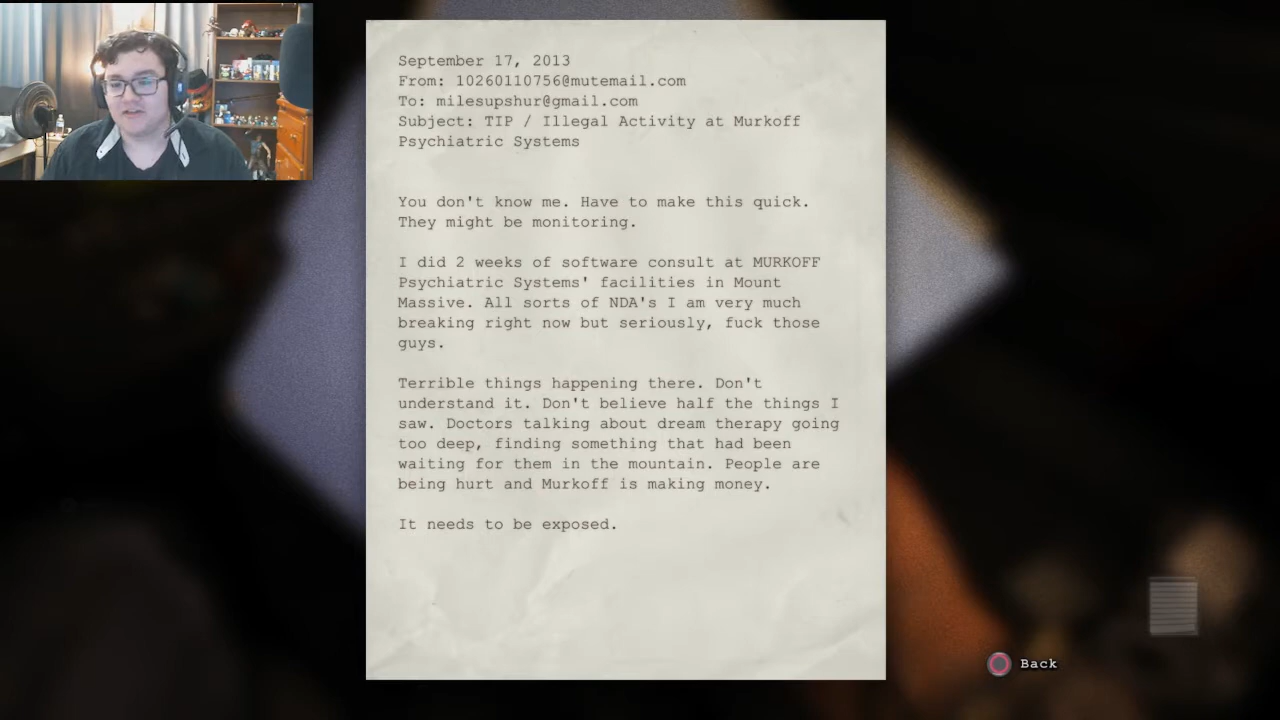 September 17, 2013
From: 10260110756@mutemail.com
To: milesupshur@gmail.com
Subject: TIP / Illegal Activity at Murkoff
Psychiatric Systems
You don't know me. Have to make this quick.
They might be monitoring.
I did 2 weeks of software consult at MURKOFF
Psychiatric Systems' facilities in Mount
Massive. All sorts of NDA's I am very much
breaking right now but seriously, fuck those
guys.
Terrible things happening there. Don't
understand it. Don't believe half the things I
saw. Doctors talking about dream therapy going
too deep, finding something that had been
waiting for them in the mountain. People are
being hurt and Murkoff is making money.
It needs to be exposed.
Back